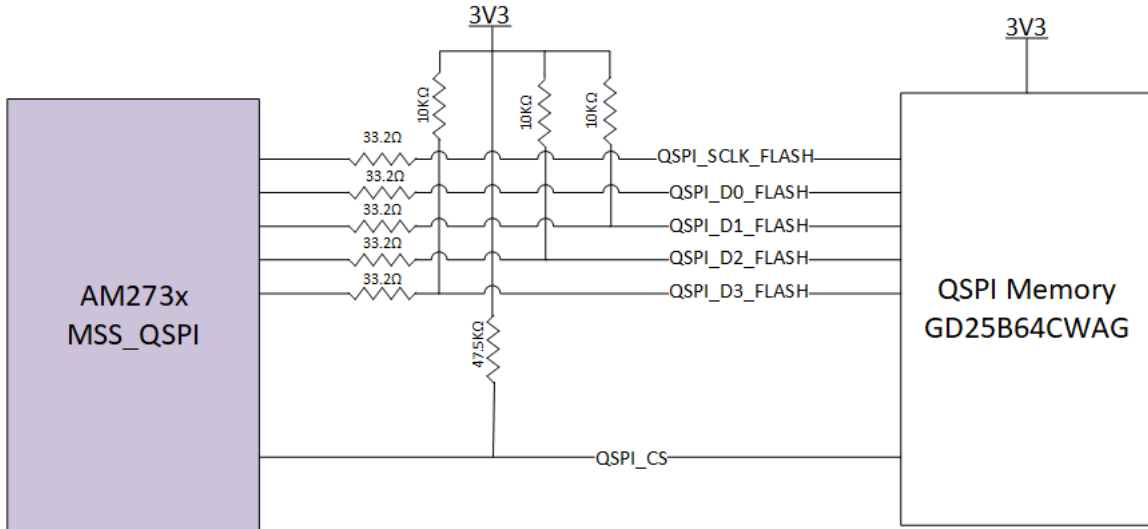 3V3
3V3
10KΩ
10KΩ
10KΩ
33.2Ω
QSPI_SCLK_FLASH
33.2Ω
QSPI_D0_FLASH
33.2Ω
QSPI_D1_FLASH
33.2Ω
QSPI_D2_FLASH
33.2Ω
QSPI_D3_FLASH
AM273x
MSS_QSPI
QSPI Memory
GD25B64CWAG
47.5KΩ
QSPI_CS